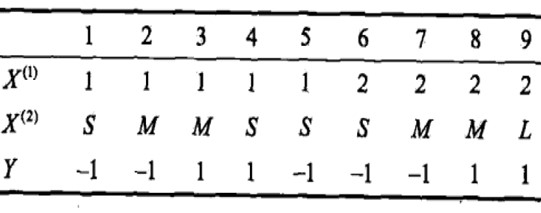 1 2 3 4 5 6 7 8 9
X^(1) 1 1 1 1 1 2 2 2 2
X^(2) S M M S S S M M L
Y -1 -1 1 1 -1 -1 -1 1 1